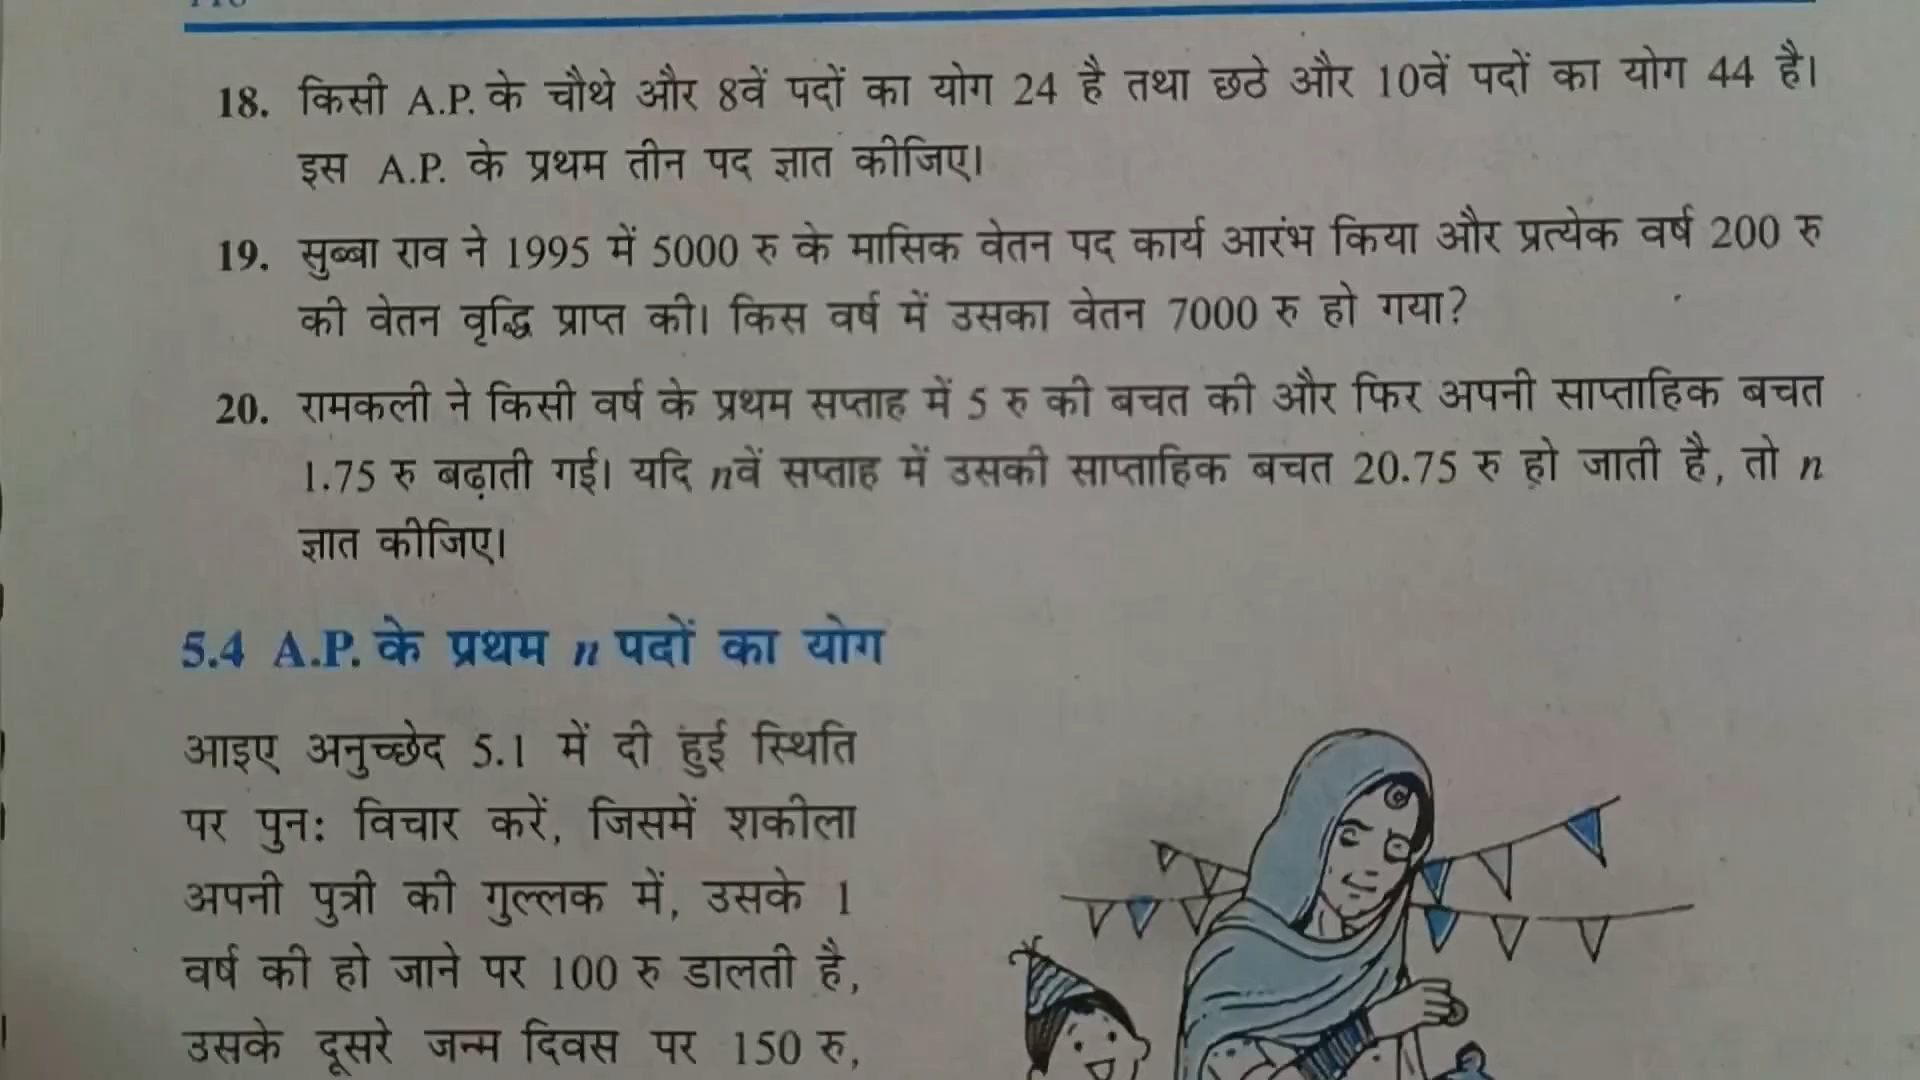 18. किसी A.P. के चौथे और 8वें पदों का योग 24 है तथा छठे और 10वें पदों का योग 44 है।
इस A.P. के प्रथम तीन पद ज्ञात कीजिए।
19. सुब्बा राव ने 1995 में 5000 रु के मासिक वेतन पद कार्य आरंभ किया और प्रत्येक वर्ष 200 रु
की वेतन वृद्धि प्राप्त की। किस वर्ष में उसका वेतन 7000 रु हो गया?
20. रामकली ने किसी वर्ष के प्रथम सप्ताह में 5 रु की बचत की और फिर अपनी साप्ताहिक बचत
1.75 रु बढ़ाती गई। यदि nवें सप्ताह में उसकी साप्ताहिक बचत 20.75 रु हो जाती है, तो n
ज्ञात कीजिए।
5.4 A.P. के प्रथम n पदों का योग
आइए अनुच्छेद 5.1 में दी हुई स्थिति
पर पुन: विचार करें, जिसमें शकीला
अपनी पुत्री की गुल्लक में, उसके 1
वर्ष की हो जाने पर 100 रु डालती है,
उसके दूसरे जन्म दिवस पर 150 रु,